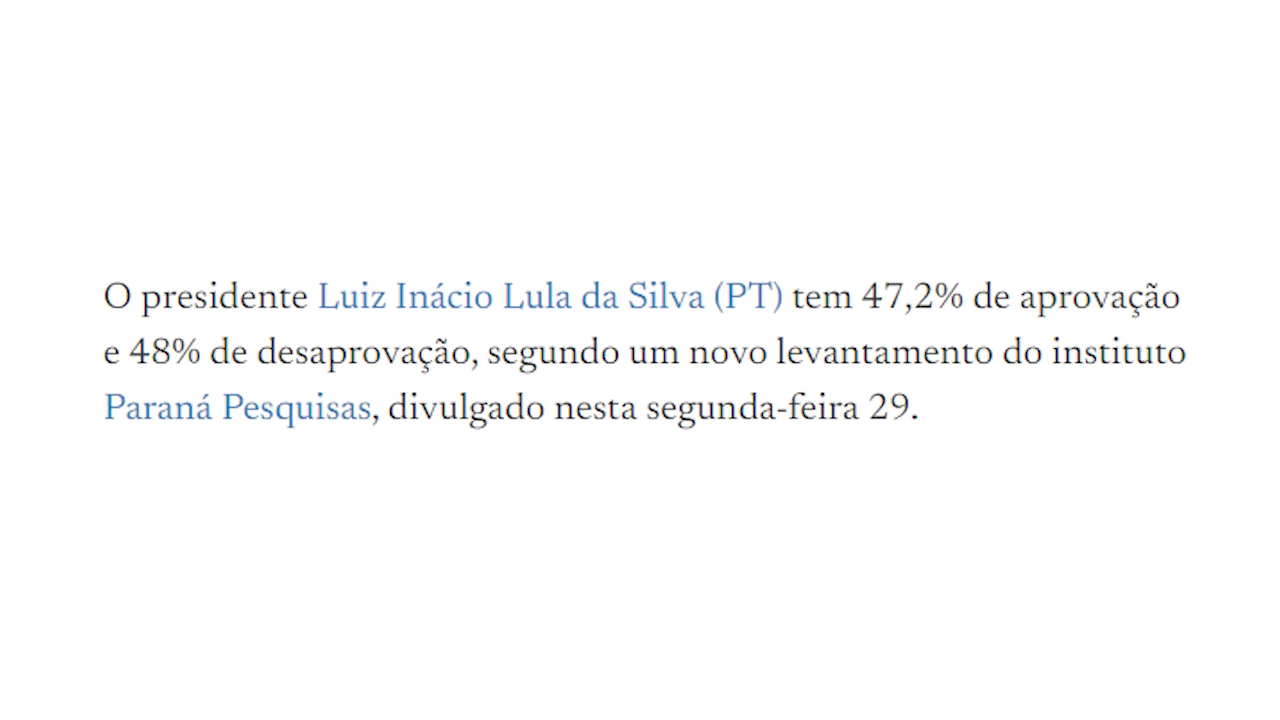 O presidente Luiz Inácio Lula da Silva (PT) tem 47,2% de aprovação
e 48% de desaprovação, segundo um novo levantamento do instituto
Paraná Pesquisas, divulgado nesta segunda-feira 29.